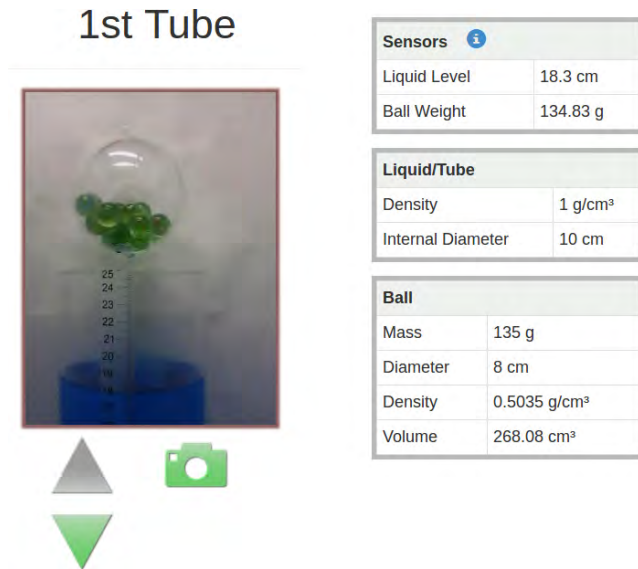 1st Tube
25
24
23
22
21
20
19
18
Sensors
Liquid Level 18.3 cm
Ball Weight 134.83 g
Liquid/Tube
Density 1 g/cm³
Internal Diameter 10 cm
Ball
Mass 135 g
Diameter 8 cm
Density 0.5035 g/cm³
Volume 268.08 cm³